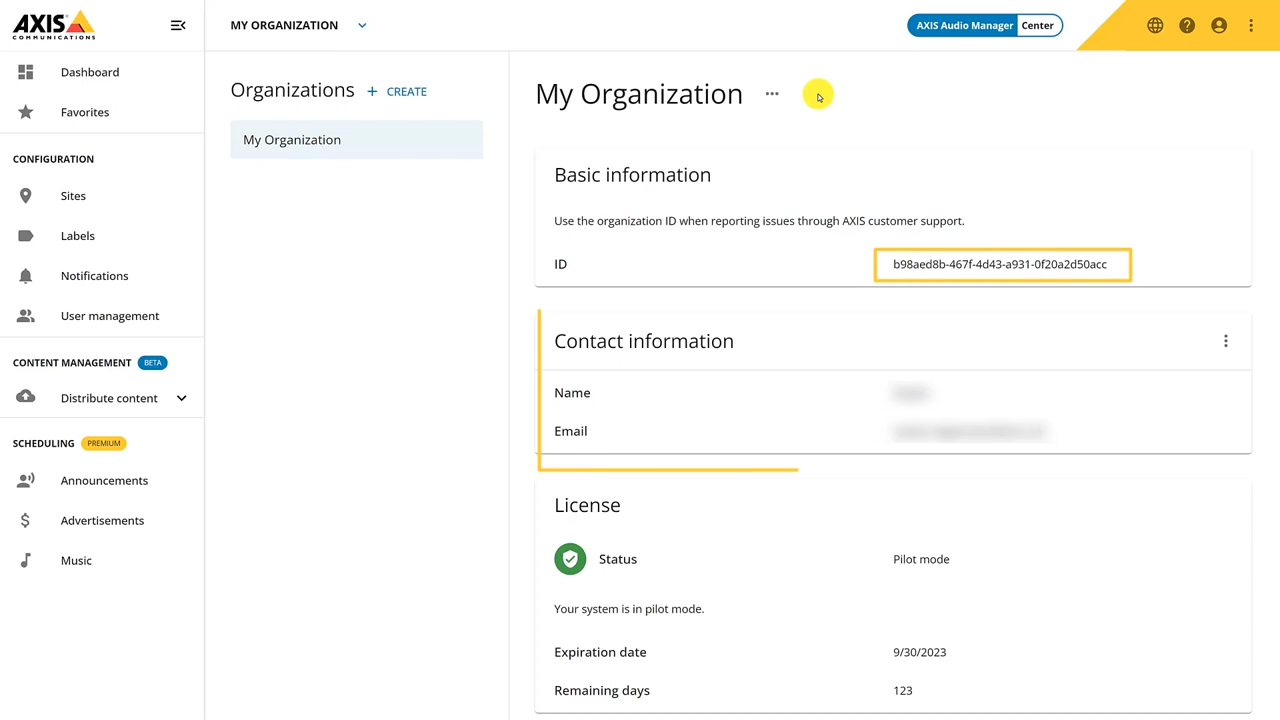 AXIS
COMMUNICATIONS
MY ORGANIZATION
AXIS Audio Manager Center
Dashboard
Favorites
CONFIGURATION
Sites
Labels
Notifications
User management
CONTENT MANAGEMENT BETA
Distribute content
SCHEDULING PREMIUM
Announcements
Advertisements
Music
Organizations + CREATE
My Organization
My Organization ...
Basic information
Use the organization ID when reporting issues through AXIS customer support.
ID b98aed8b-467f-4d43-a931-0f20a2d50acc
Contact information
Name
Email
License
Status Pilot mode
Your system is in pilot mode.
Expiration date 9/30/2023
Remaining days 123